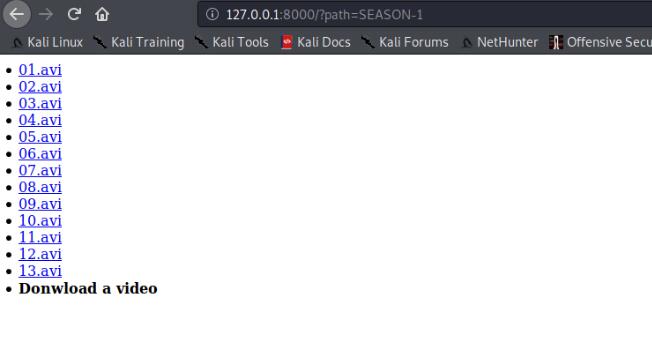 127.0.0.1:8000/?path=SEASON-1
Kali Linux Kali Training Kali Tools Kali Docs Kali Forums NetHunter Offensive Secu
01.avi
02.avi
03.avi
04.avi
05.avi
06.avi
07.avi
08.avi
09.avi
10.avi
11.avi
12.avi
13.avi
Donwload a video